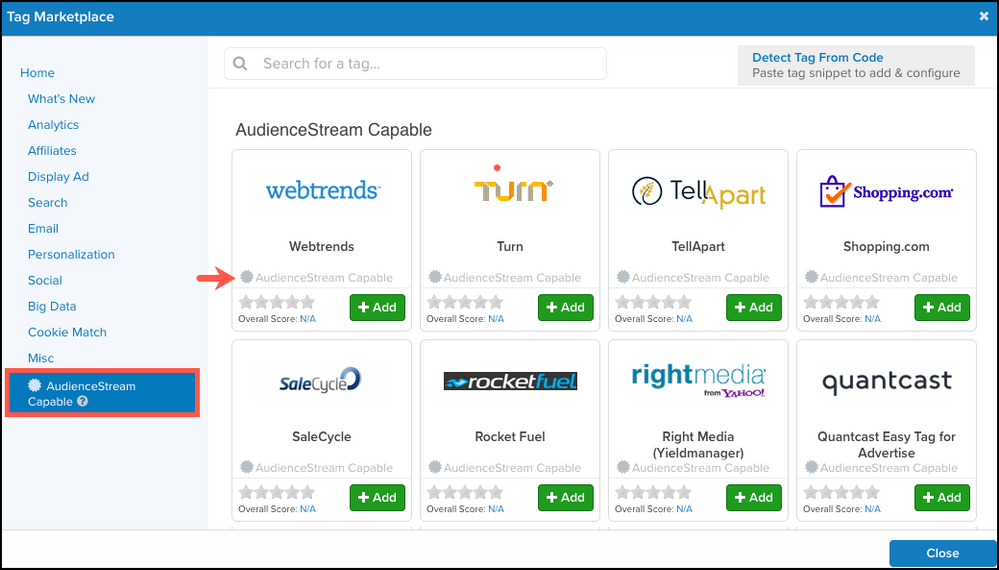 Tag Marketplace
Home
What's New
Analytics
Affiliates
Display Ad
Search
Email
Personalization
Social
Big Data
Cookie Match
Misc
AudienceStream
Capable ?
Search for a tag...
Detect Tag From Code
Paste tag snippet to add & configure
AudienceStream Capable
webtrends
Webtrends
AudienceStream Capable
Overall Score: N/A
+ Add
TURN
Turn
AudienceStream Capable
Overall Score: N/A
+ Add
TellApart
TellApart
AudienceStream Capable
Overall Score: N/A
+ Add
Shopping.com
Shopping.com
AudienceStream Capable
Overall Score: N/A
+ Add
SaleCycle
SaleCycle
AudienceStream Capable
Overall Score: N/A
+ Add
rocketfuel
Rocket Fuel
AudienceStream Capable
Overall Score: N/A
+ Add
rightmedia
from YAHOO!
Right Media
(Yieldmanager)
AudienceStream Capable
Overall Score: N/A
+ Add
quantcast
Quantcast Easy Tag for
Advertise
AudienceStream Capable
Overall Score: N/A
+ Add
Close